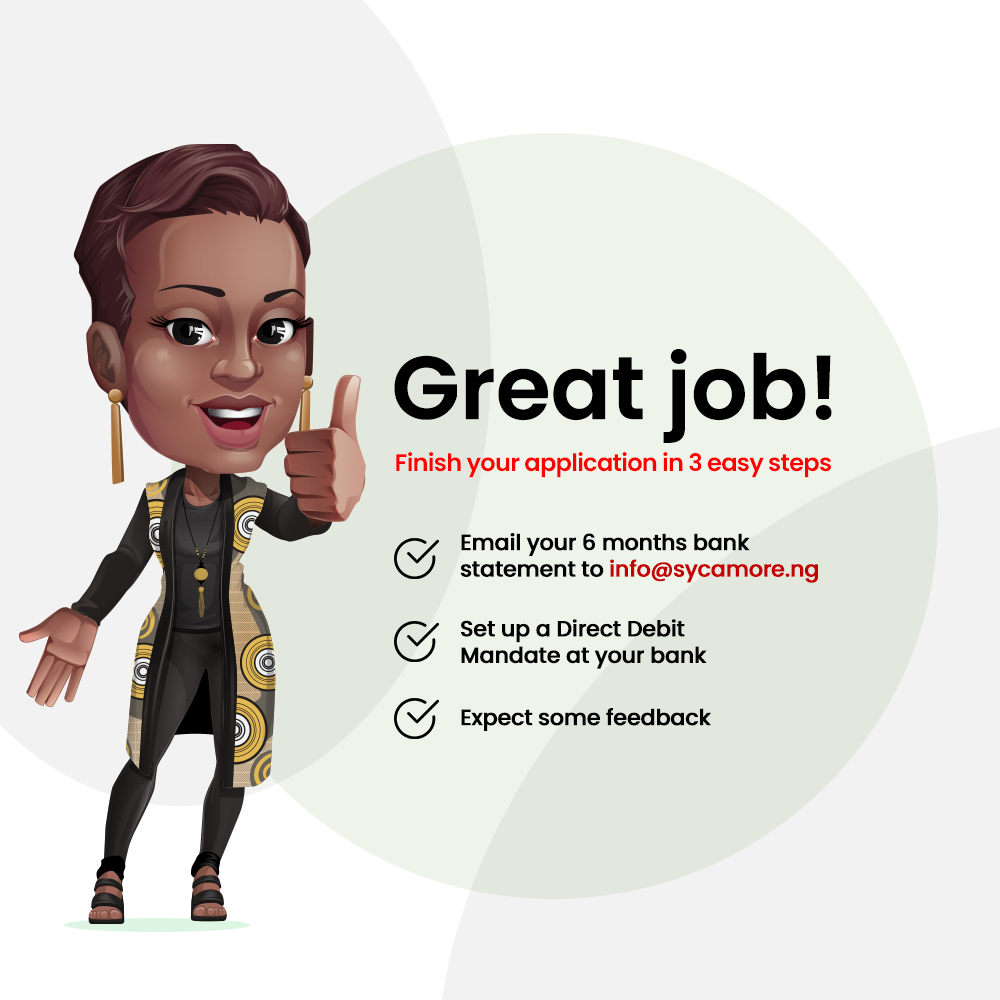 Great job!
Finish your application in 3 easy steps
Email your 6 months bank
statement to info@sycamore.ng
Set up a Direct Debit
Mandate at your bank
Expect some feedback